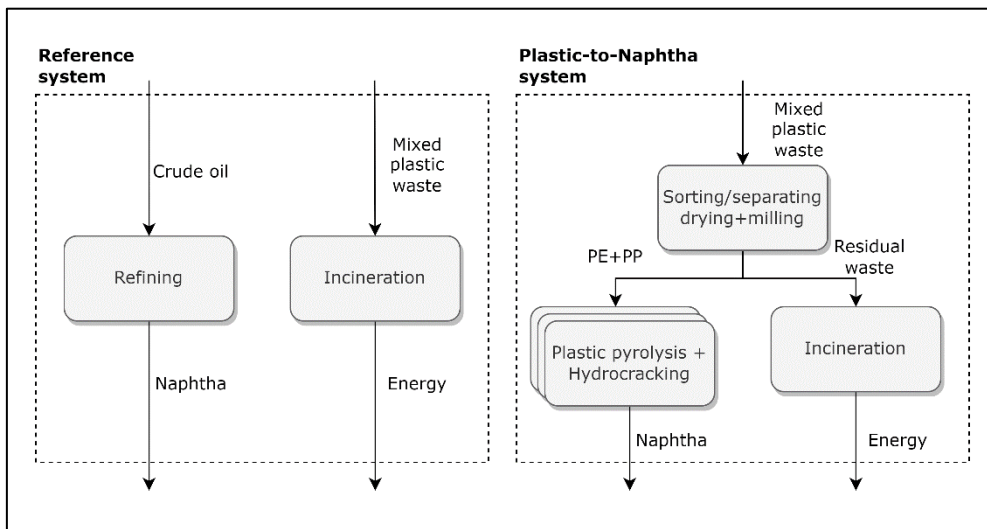 Reference
system
Crude oil
Mixed
plastic
waste
Refining
Incineration
Naphtha
Energy
Plastic-to-Naphtha
system
Mixed
plastic
waste
Sorting/separating
drying+milling
PE+PP
Residual
waste
Plastic pyrolysis +
Hydrocracking
Incineration
Naphtha
Energy